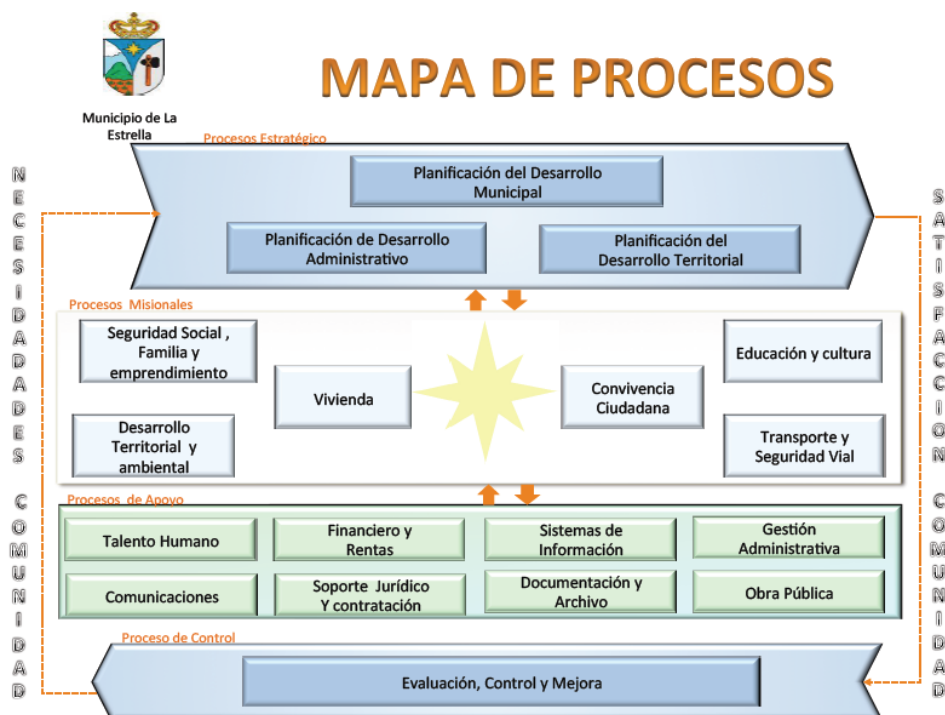 MAPA DE PROCESOS
Municipio de La
Estrella
Procesos Estratégico
Planificación del Desarrollo
Municipal
Planificación de Desarrollo
Administrativo
Planificación del
Desarrollo Territorial
NECESIDADADES COMUNIDAD
SATISFACCION COMUNIDAD
Procesos Misionales
Seguridad Social ,
Familia y
emprendimiento
Vivienda
Convivencia
Ciudadana
Educación y cultura
Desarrollo
Territorial y
ambiental
Transporte y
Seguridad Vial
Procesos de Apoyo
Talento Humano
Financiero y
Rentas
Sistemas de
Información
Gestión
Administrativa
Comunicaciones
Soporte Jurídico
Y contratación
Documentación y
Archivo
Obra Pública
Proceso de Control
Evaluación, Control y Mejora